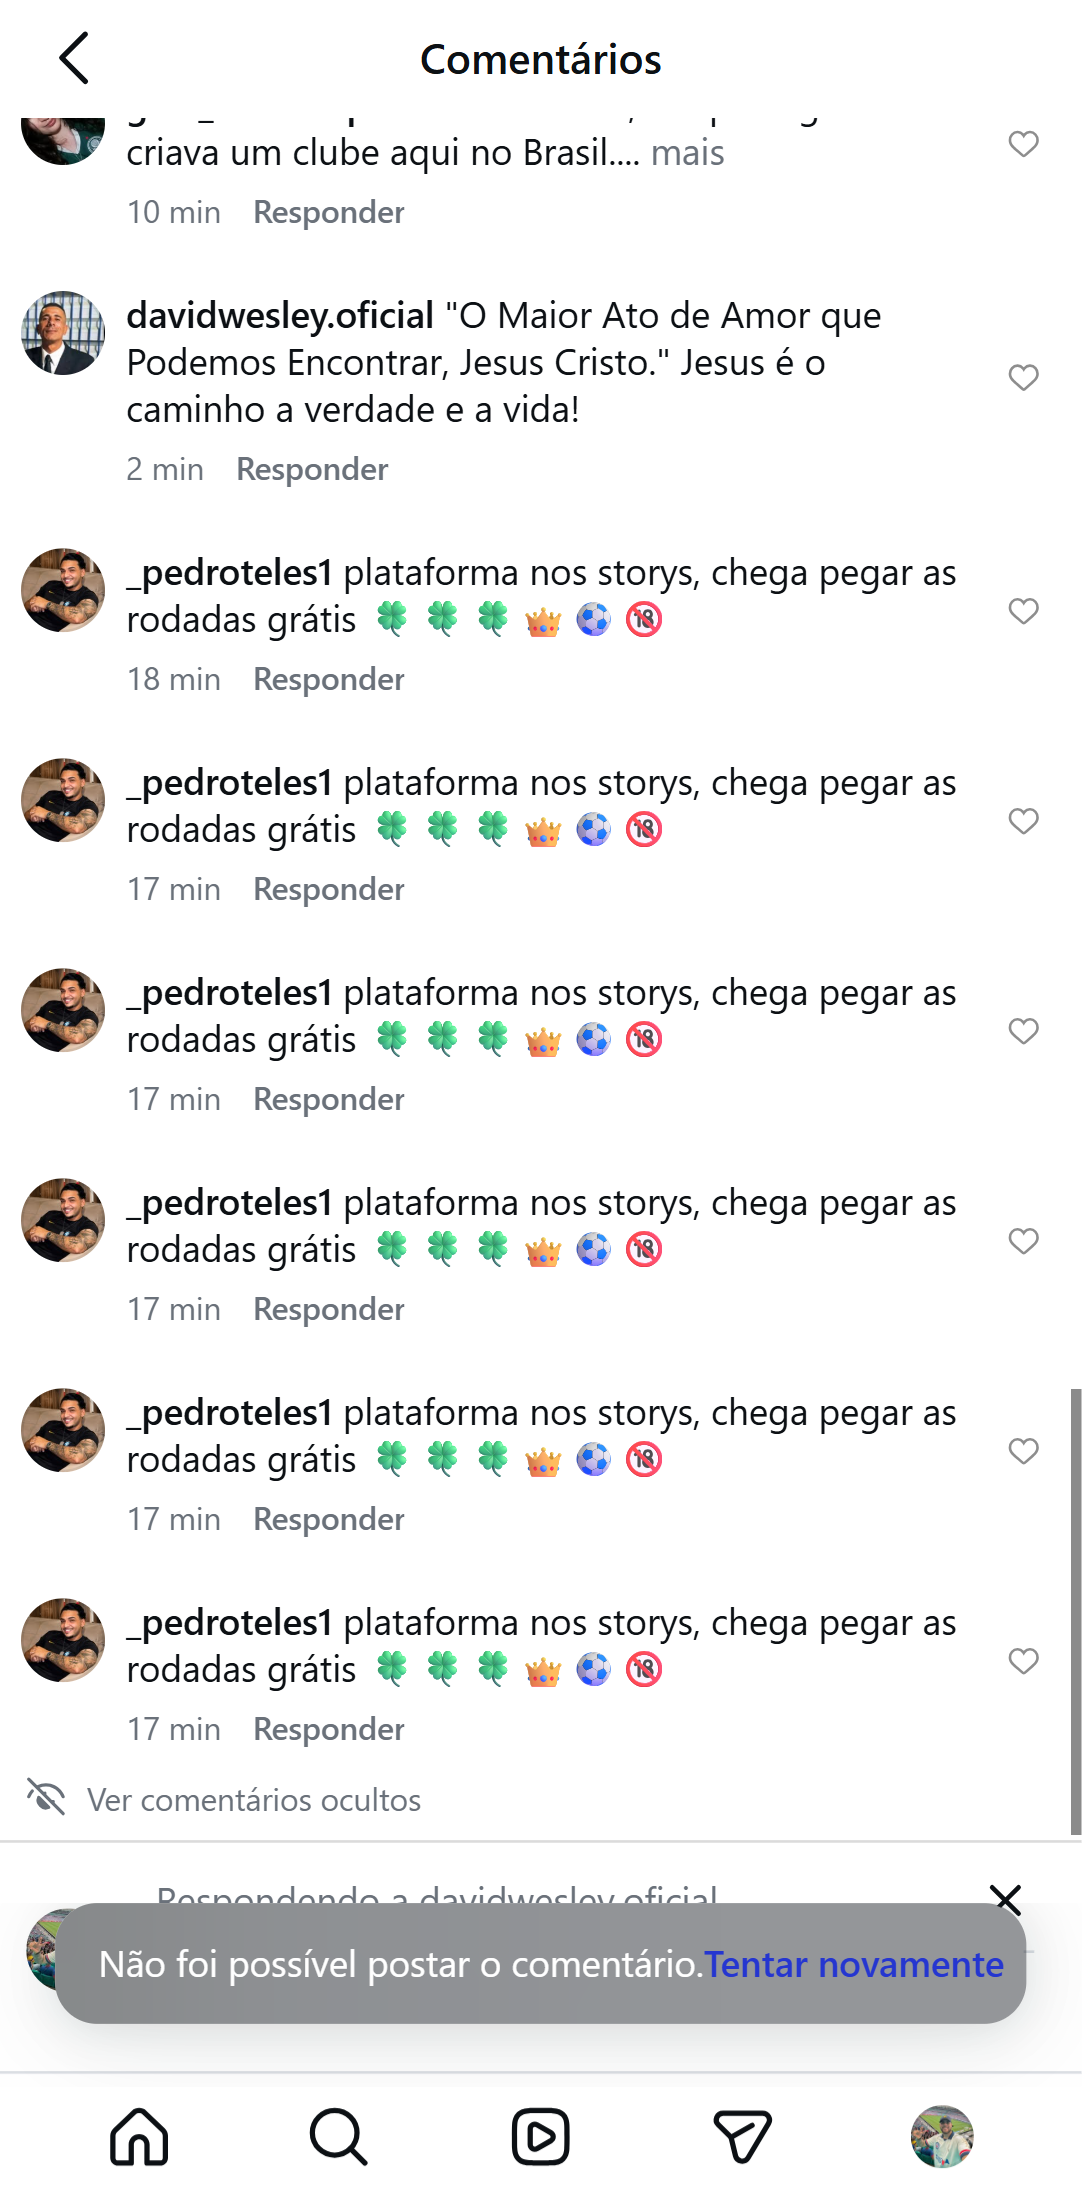 Comentários
criava um clube aqui no Brasil.... mais
10 min Responder
davidwesley.oficial "O Maior Ato de Amor que
Podemos Encontrar, Jesus Cristo." Jesus é o
caminho a verdade e a vida!
2 min Responder
_pedroteles1 plataforma nos storys, chega pegar as
rodadas grátis 🍀 🍀 🍀 👑 ⚽ 🔞
18 min Responder
_pedroteles1 plataforma nos storys, chega pegar as
rodadas grátis 🍀 🍀 🍀 👑 ⚽ 🔞
17 min Responder
_pedroteles1 plataforma nos storys, chega pegar as
rodadas grátis 🍀 🍀 🍀 👑 ⚽ 🔞
17 min Responder
_pedroteles1 plataforma nos storys, chega pegar as
rodadas grátis 🍀 🍀 🍀 👑 ⚽ 🔞
17 min Responder
_pedroteles1 plataforma nos storys, chega pegar as
rodadas grátis 🍀 🍀 🍀 👑 ⚽ 🔞
17 min Responder
_pedroteles1 plataforma nos storys, chega pegar as
rodadas grátis 🍀 🍀 🍀 👑 ⚽ 🔞
17 min Responder
Ver comentários ocultos
Respondendo a davidwesley.oficial
Não foi possível postar o comentário.Tentar novamente